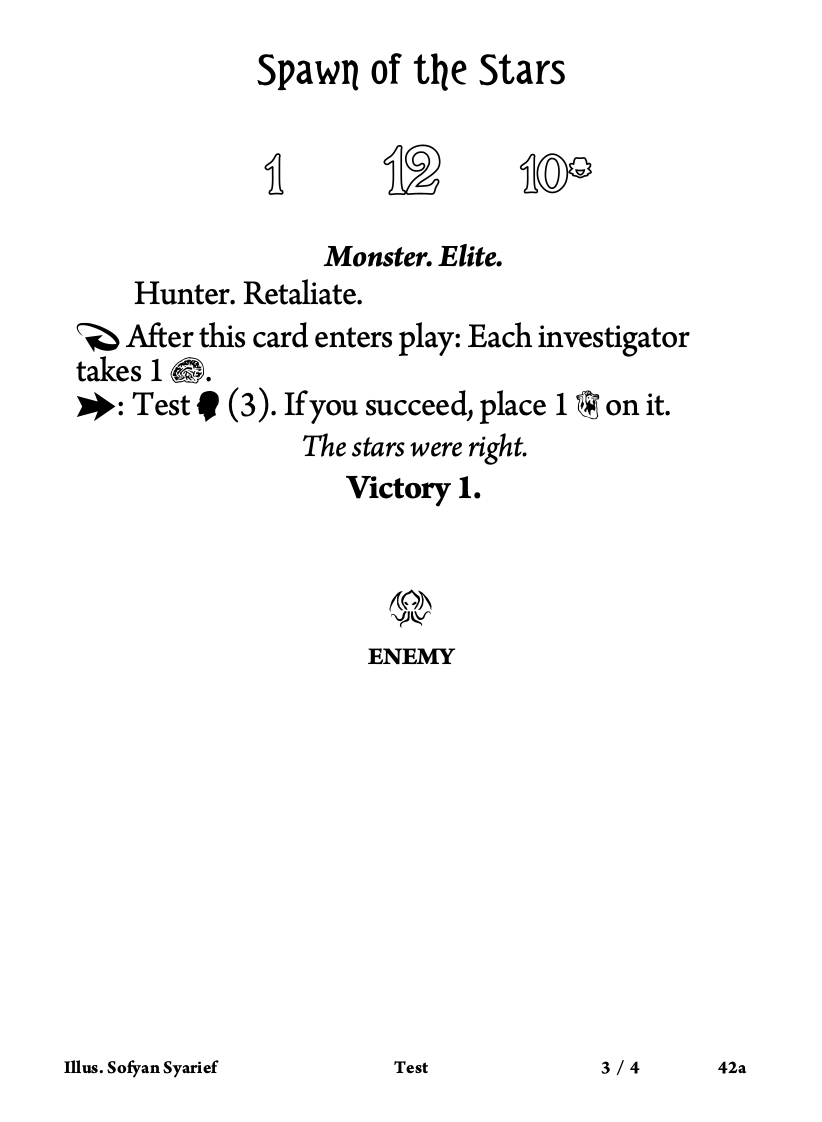 Spawn of the Stars
1 12 10
Monster. Elite.
Hunter. Retaliate.
After this card enters play: Each investigator
takes 1 .
: Test (3). If you succeed, place 1 on it.
The stars were right.
Victory 1.
ENEMY
Illus. Sofyan Syarief Test 3 / 4 42a